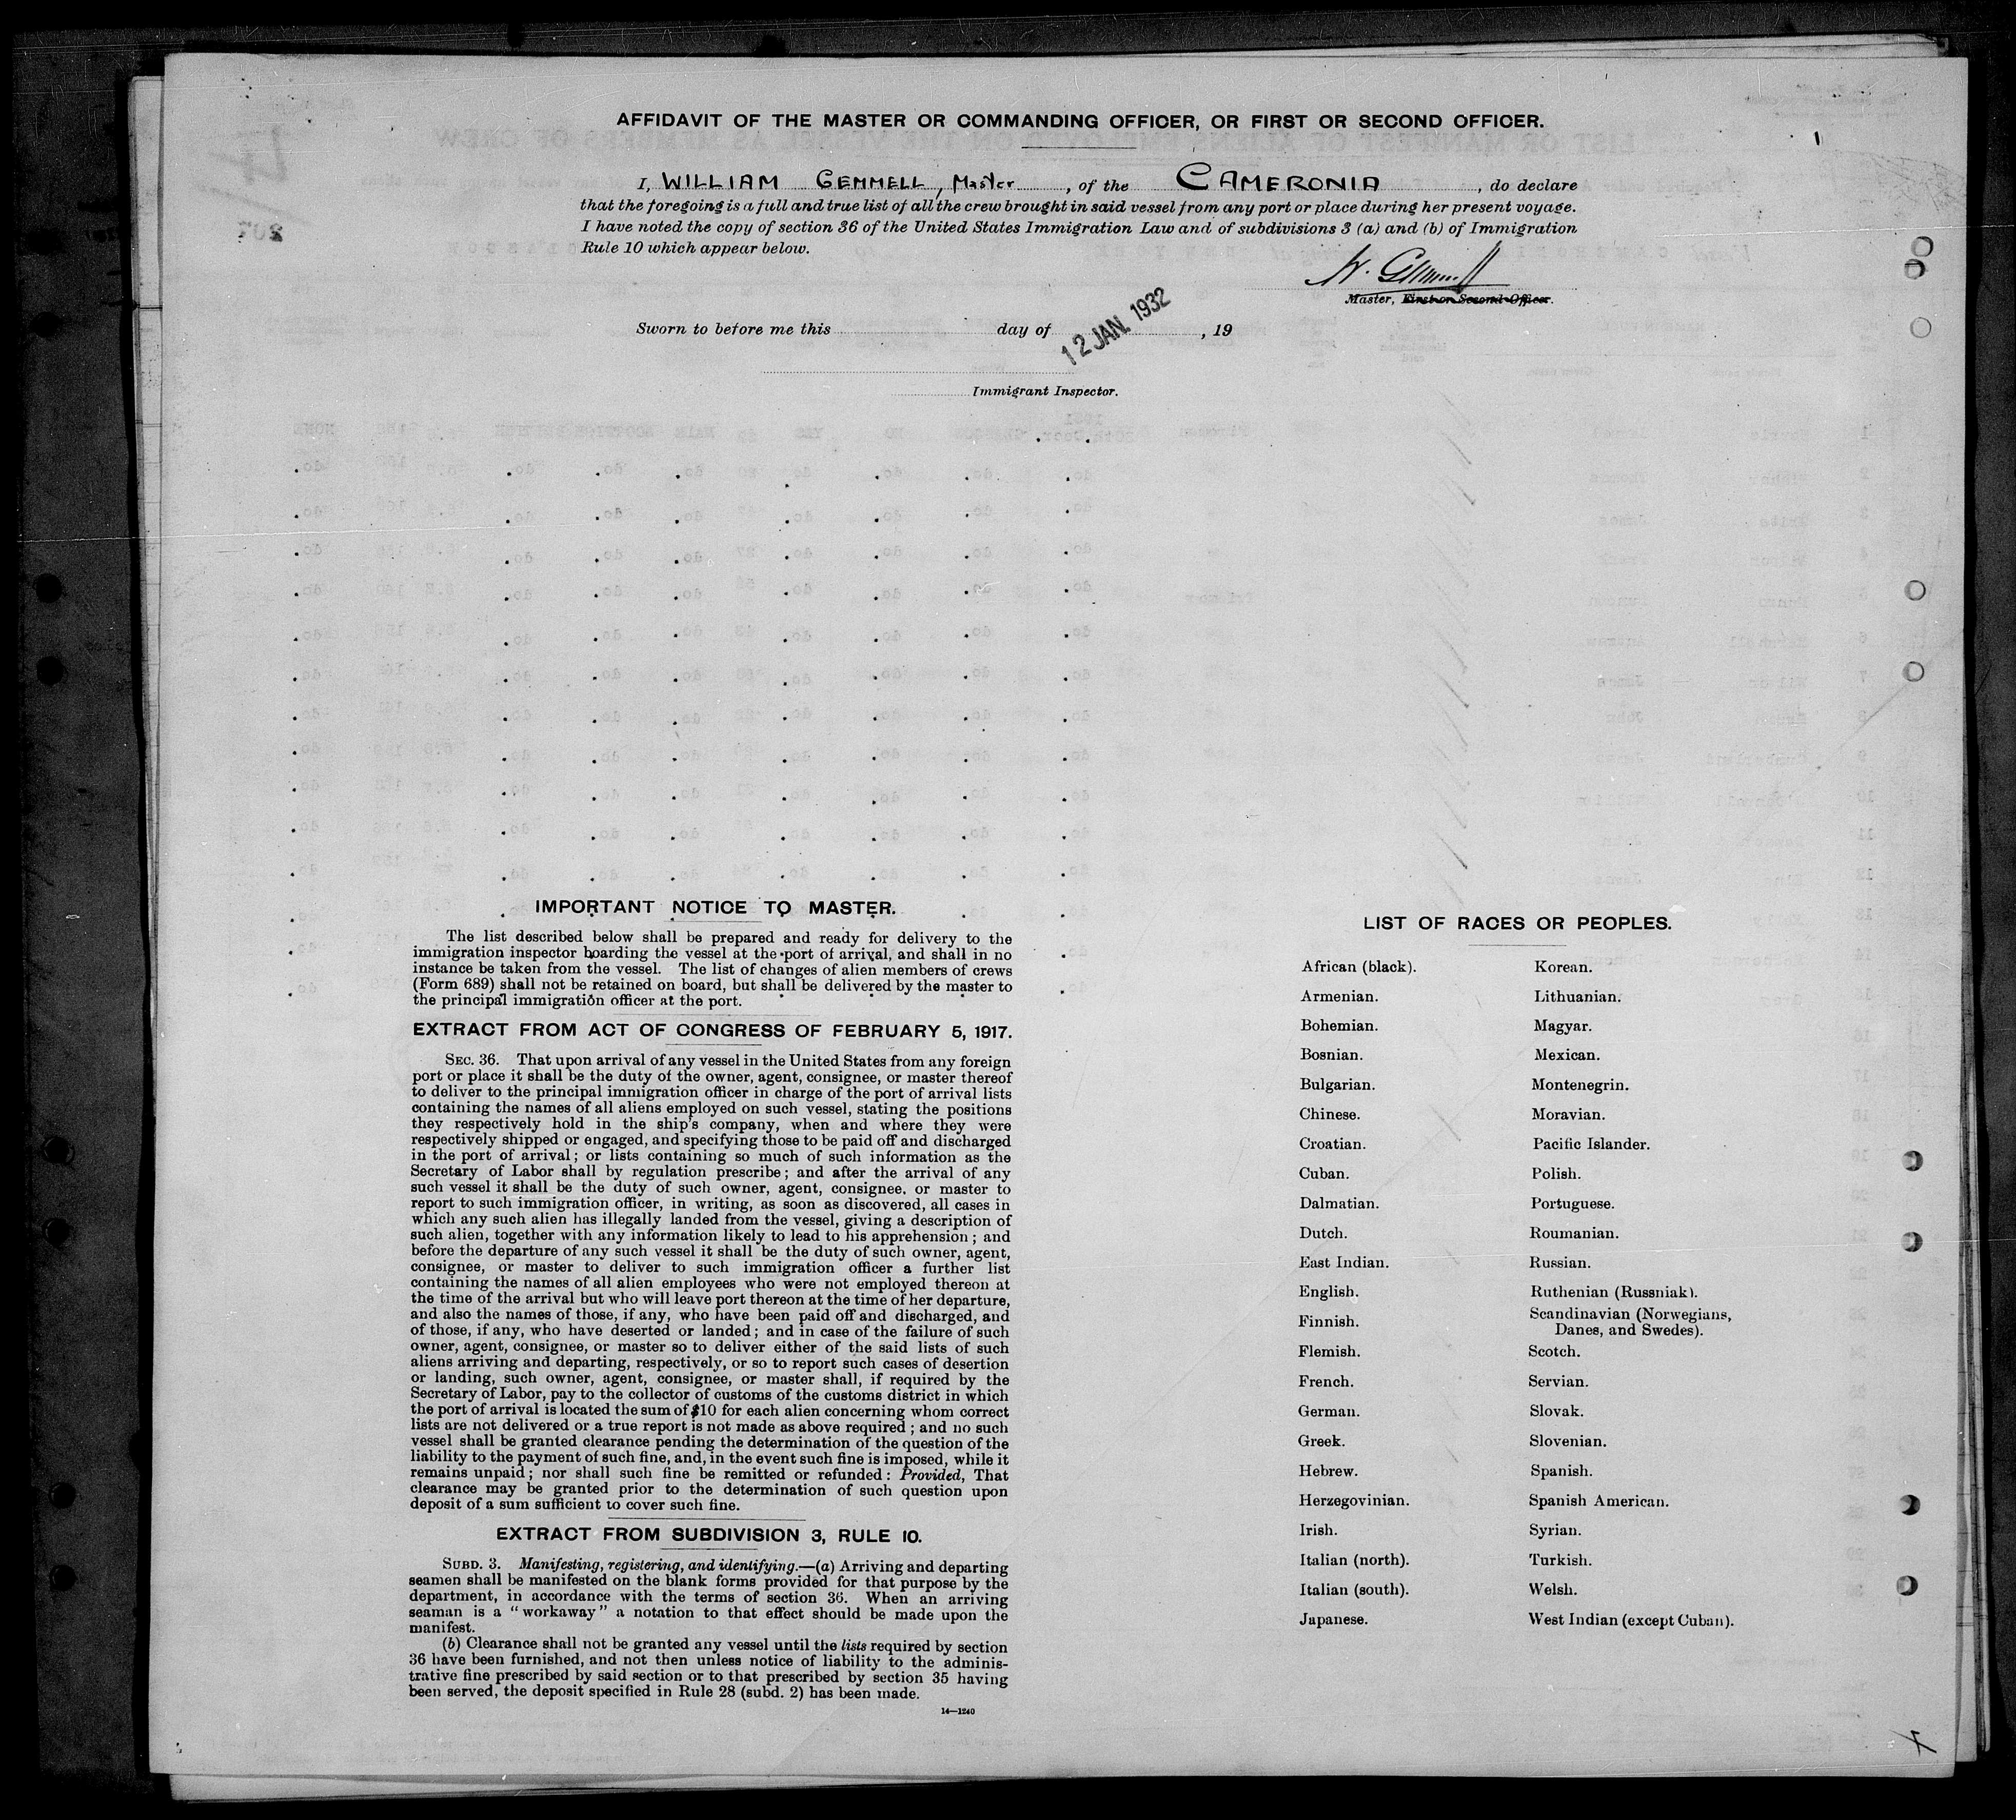 AFFIDAVIT OF THE MASTER OR COMMANDING OFFICER, OR FIRST OR SECOND OFFICER.
I, WILLIAM GEMMELL, Master, of the CAMERONIA, do declare
that the foregoing is a full and true list of all the crew brought in said vessel from any port or place during her present voyage.
I have noted the copy of section 36 of the United States Immigration Law and of subdivisions 3 (a) and (b) of Immigration
Rule 10 which appear below.
W. Gemmell
Master, First or Second Officer.
Sworn to before me this day of 12 JAN. 1932, 19
Immigrant Inspector.
IMPORTANT NOTICE TO MASTER.
The list described below shall be prepared and ready for delivery to the
immigration inspector boarding the vessel at the port of arrival, and shall in no
instance be taken from the vessel. The list of changes of alien members of crews
(Form 689) shall not be retained on board, but shall be delivered by the master to
the principal immigration officer at the port.
EXTRACT FROM ACT OF CONGRESS OF FEBRUARY 5, 1917.
SEC. 36. That upon arrival of any vessel in the United States from any foreign
port or place it shall be the duty of the owner, agent, consignee, or master thereof
to deliver to the principal immigration officer in charge of the port of arrival lists
containing the names of all aliens employed on such vessel, stating the positions
they respectively hold in the ship's company, when and where they were
respectively shipped or engaged, and specifying those to be paid off and discharged
in the port of arrival; or lists containing so much of such information as the
Secretary of Labor shall by regulation prescribe; and after the arrival of any
such vessel it shall be the duty of such owner, agent, consignee, or master to
report to such immigration officer, in writing, as soon as discovered, all cases in
which any such alien has illegally landed from the vessel, giving a description of
such alien, together with any information likely to lead to his apprehension; and
before the departure of any such vessel it shall be the duty of such owner, agent,
consignee, or master to deliver to such immigration officer a further list
containing the names of all alien employees who were not employed thereon at
the time of the arrival but who will leave port thereon at the time of her departure,
and also the names of those, if any, who have been paid off and discharged, and
of those, if any, who have deserted or landed; and in case of the failure of such
owner, agent, consignee, or master so to deliver either of the said lists of such
aliens arriving and departing, respectively, or so to report such cases of desertion
or landing, such owner, agent, consignee, or master shall, if required by the
Secretary of Labor, pay to the collector of customs of the customs district in which
the port of arrival is located the sum of $10 for each alien concerning whom correct
lists are not delivered or a true report is not made as above required; and no such
vessel shall be granted clearance pending the determination of the question of the
liability to the payment of such fine, and, in the event such fine is imposed, while it
remains unpaid; nor shall such fine be remitted or refunded: Provided, That
clearance may be granted prior to the determination of such question upon
deposit of a sum sufficient to cover such fine.
EXTRACT FROM SUBDIVISION 3, RULE 10.
SUBD. 3. Manifesting, registering, and identifying.—(a) Arriving and departing
seamen shall be manifested on the blank forms provided for that purpose by the
department, in accordance with the terms of section 36. When an arriving
seaman is a "workaway" a notation to that effect should be made upon the
manifest.
(b) Clearance shall not be granted any vessel until the lists required by section
36 have been furnished, and not then unless notice of liability to the adminis-
trative fine prescribed by said section or to that prescribed by section 35 having
been served, the deposit specified in Rule 28 (subd. 2) has been made.
14—1240
LIST OF RACES OR PEOPLES.
African (black). Korean.
Armenian. Lithuanian.
Bohemian. Magyar.
Bosnian. Mexican.
Bulgarian. Montenegrin.
Chinese. Moravian.
Croatian. Pacific Islander.
Cuban. Polish.
Dalmatian. Portuguese.
Dutch. Roumanian.
East Indian. Russian.
English. Ruthenian (Russniak).
Finnish. Scandinavian (Norwegians,
Danes, and Swedes).
Flemish. Scotch.
French. Servian.
German. Slovak.
Greek. Slovenian.
Hebrew. Spanish.
Herzegovinian. Spanish American.
Irish. Syrian.
Italian (north). Turkish.
Italian (south). Welsh.
Japanese. West Indian (except Cuban).